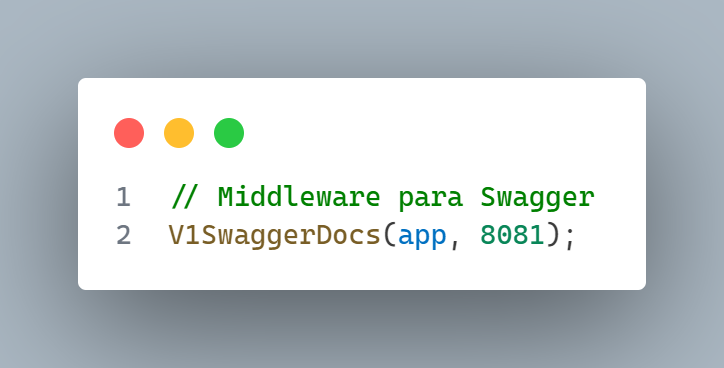 1 // Middleware para Swagger
2 V1SwaggerDocs(app, 8081);